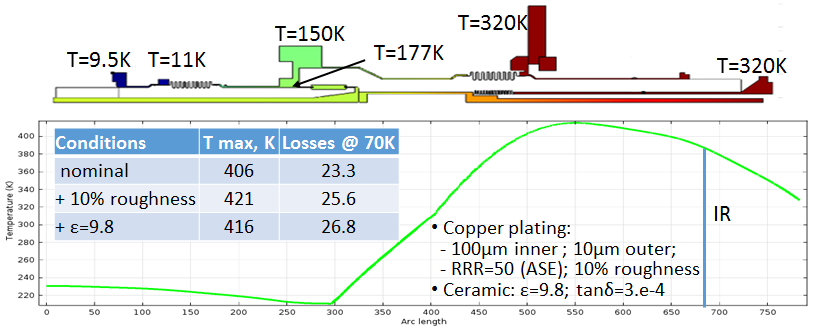 T=320K
T=150K
T=9.5K
T=11K
T=177K
T=320K
Conditions T max, K Losses @ 70K
nominal 406 23.3
+ 10% roughness 421 25.6
+ ε=9.8 416 26.8
IR
• Copper plating:
- 100µm inner ; 10µm outer;
- RRR=50 (ASE); 10% roughness
• Ceramic: ε=9.8; tanδ=3.e-4
Temperature (K)
400
380
360
340
320
300
280
260
240
220
0 50 100 150 200 250 300 350 400 450 500 550 600 650 700 750
Arc length